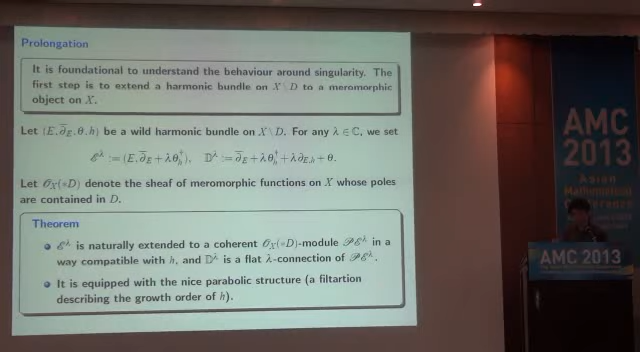 Prolongation
It is foundational to understand the behaviour around singularity. The
first step is to extend a harmonic bundle on X \ D to a meromorphic
object on X.
Let (E, ∂̄_E, θ, h) be a wild harmonic bundle on X\D. For any λ ∈ ℂ, we set
ℰ^λ := (E, ∂̄_E + λθ_h^†), 𝔻^λ := ∂̄_E + λθ_h^† + λ∂_{E,h} + θ.
Let 𝒪_X(*D) denote the sheaf of meromorphic functions on X whose poles
are contained in D.
Theorem
ℰ^λ is naturally extended to a coherent 𝒪_X(*D)-module 𝒫ℰ^λ in a
way compatible with h, and 𝔻^λ is a flat λ-connection of 𝒫ℰ^λ.
It is equipped with the nice parabolic structure (a filtartion
describing the growth order of h).
AMC
2013
Asian
Mathematical
Conference
AMC 2013